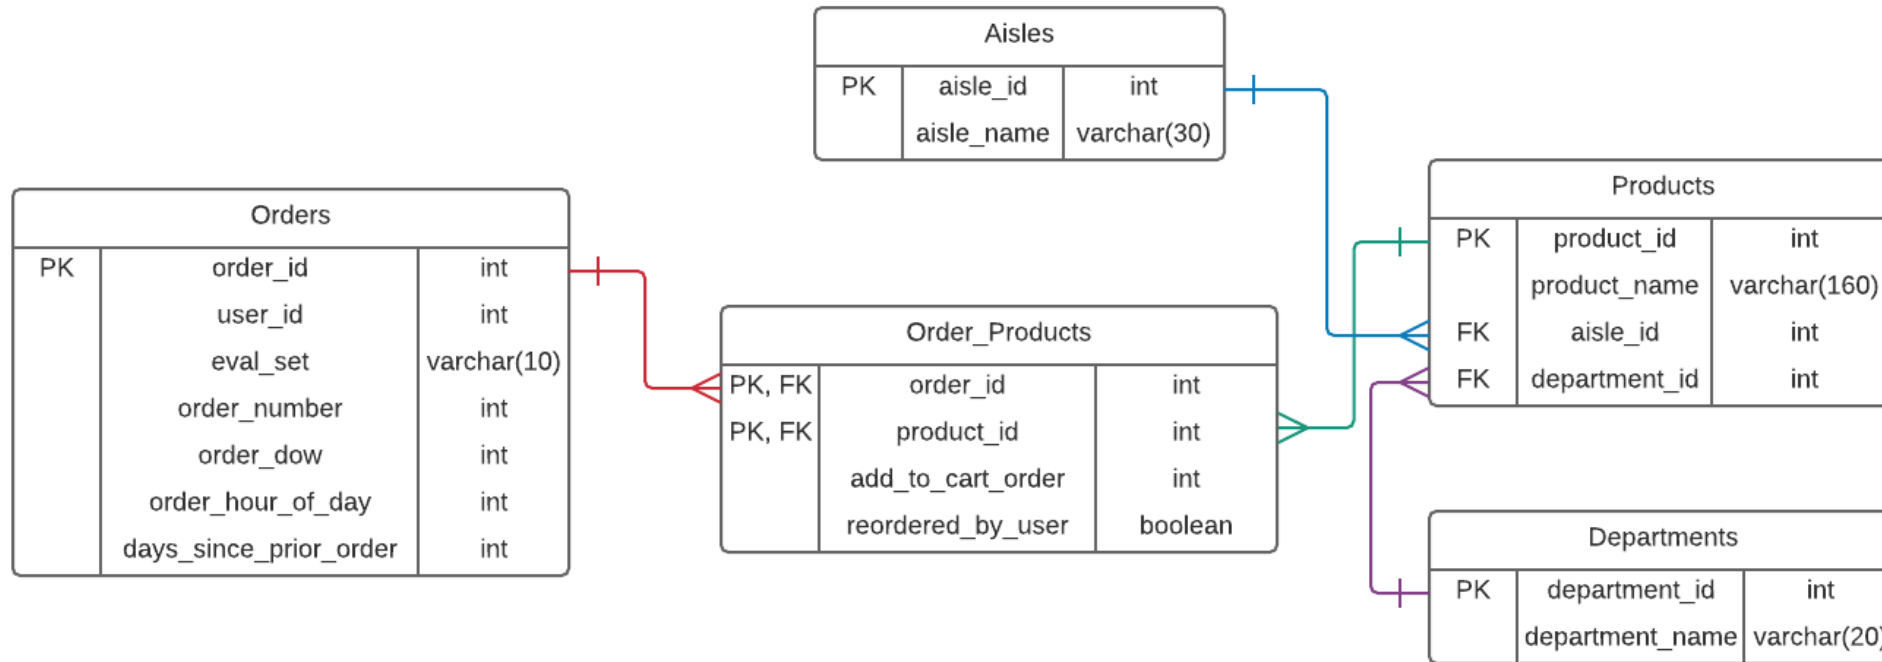 Aisles
PK aisle_id int
aisle_name varchar(30)
Orders
PK order_id int
user_id int
eval_set varchar(10)
order_number int
order_dow int
order_hour_of_day int
days_since_prior_order int
Order_Products
PK, FK order_id int
PK, FK product_id int
add_to_cart_order int
reordered_by_user boolean
Products
PK product_id int
product_name varchar(160)
FK aisle_id int
FK department_id int
Departments
PK department_id int
department_name varchar(20)